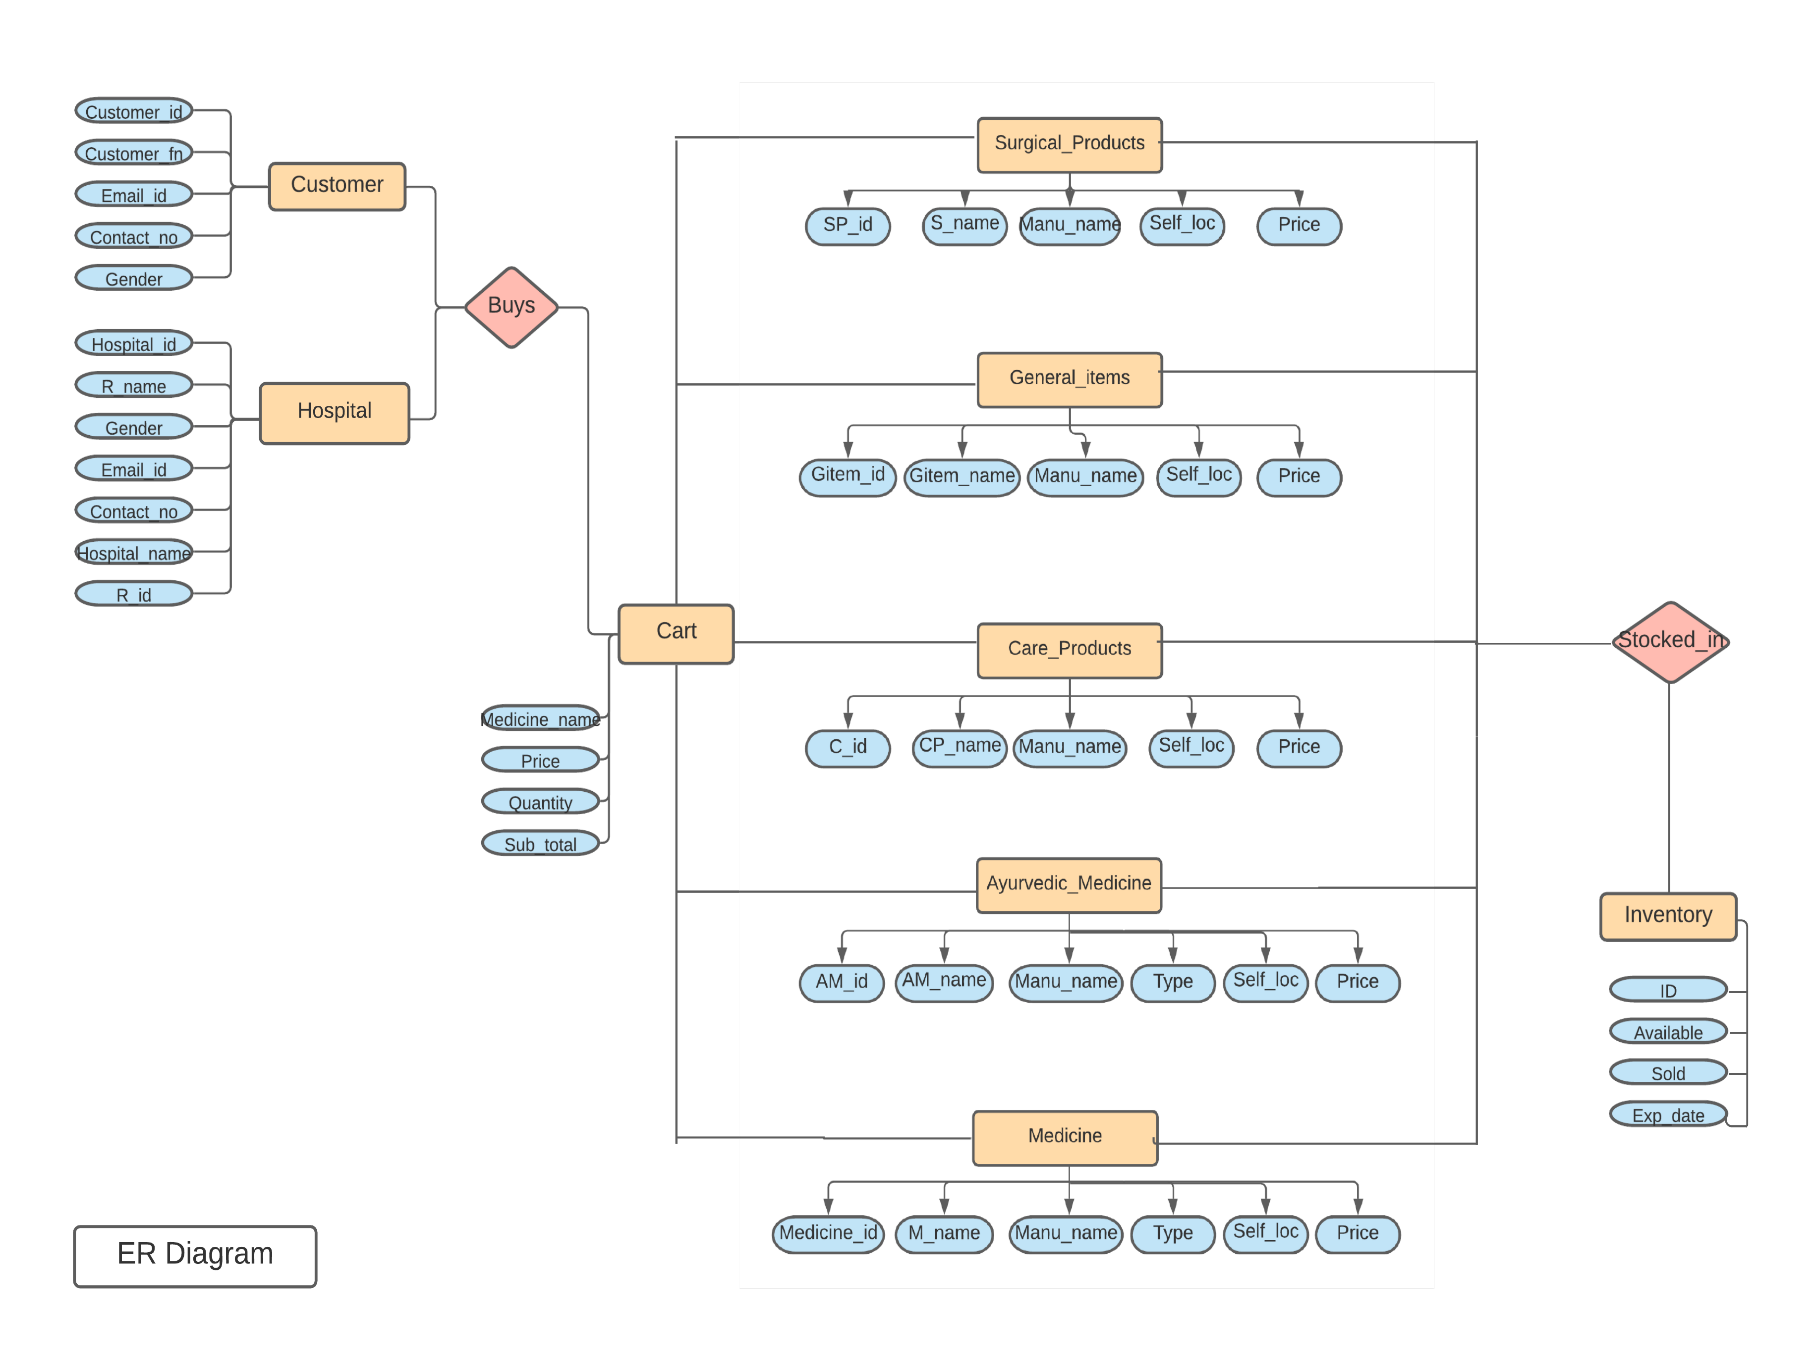 Customer_id
Customer_fn
Email_id
Contact_no
Gender
Customer
Hospital_id
R_name
Gender
Email_id
Contact_no
Hospital_name
R_id
Hospital
Buys
Cart
Medicine_name
Price
Quantity
Sub_total
Surgical_Products
SP_id
S_name
Manu_name
Self_loc
Price
General_items
Gitem_id
Gitem_name
Manu_name
Self_loc
Price
Care_Products
C_id
CP_name
Manu_name
Self_loc
Price
Ayurvedic_Medicine
AM_id
AM_name
Manu_name
Type
Self_loc
Price
Medicine
Medicine_id
M_name
Manu_name
Type
Self_loc
Price
Stocked_in
Inventory
ID
Available
Sold
Exp_date
ER Diagram